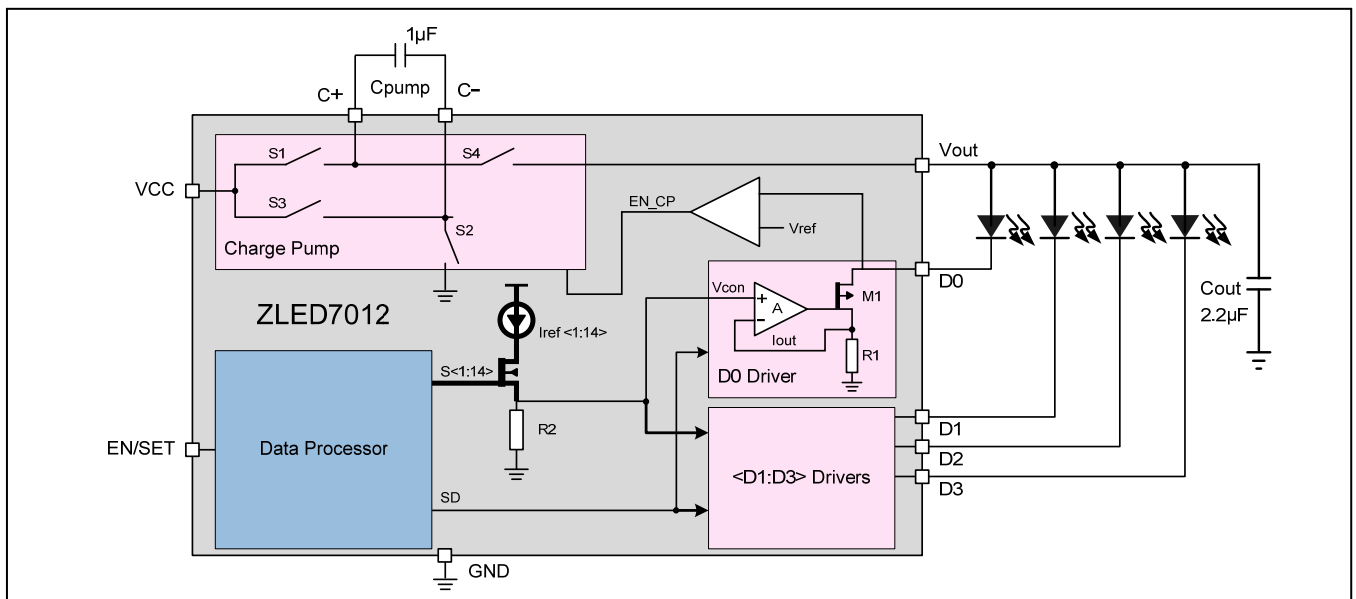 1µF
Cpump
C+
C−
S1
S4
Vout
VCC
S3
EN_CP
Vref
S2
Charge Pump
D0
Vcon
M1
A
Cout
2.2µF
ZLED7012
Iref <1:14>
Iout
R1
S<1:14>
D0 Driver
D1
R2
EN/SET
Data Processor
D2
<D1:D3> Drivers
D3
SD
GND